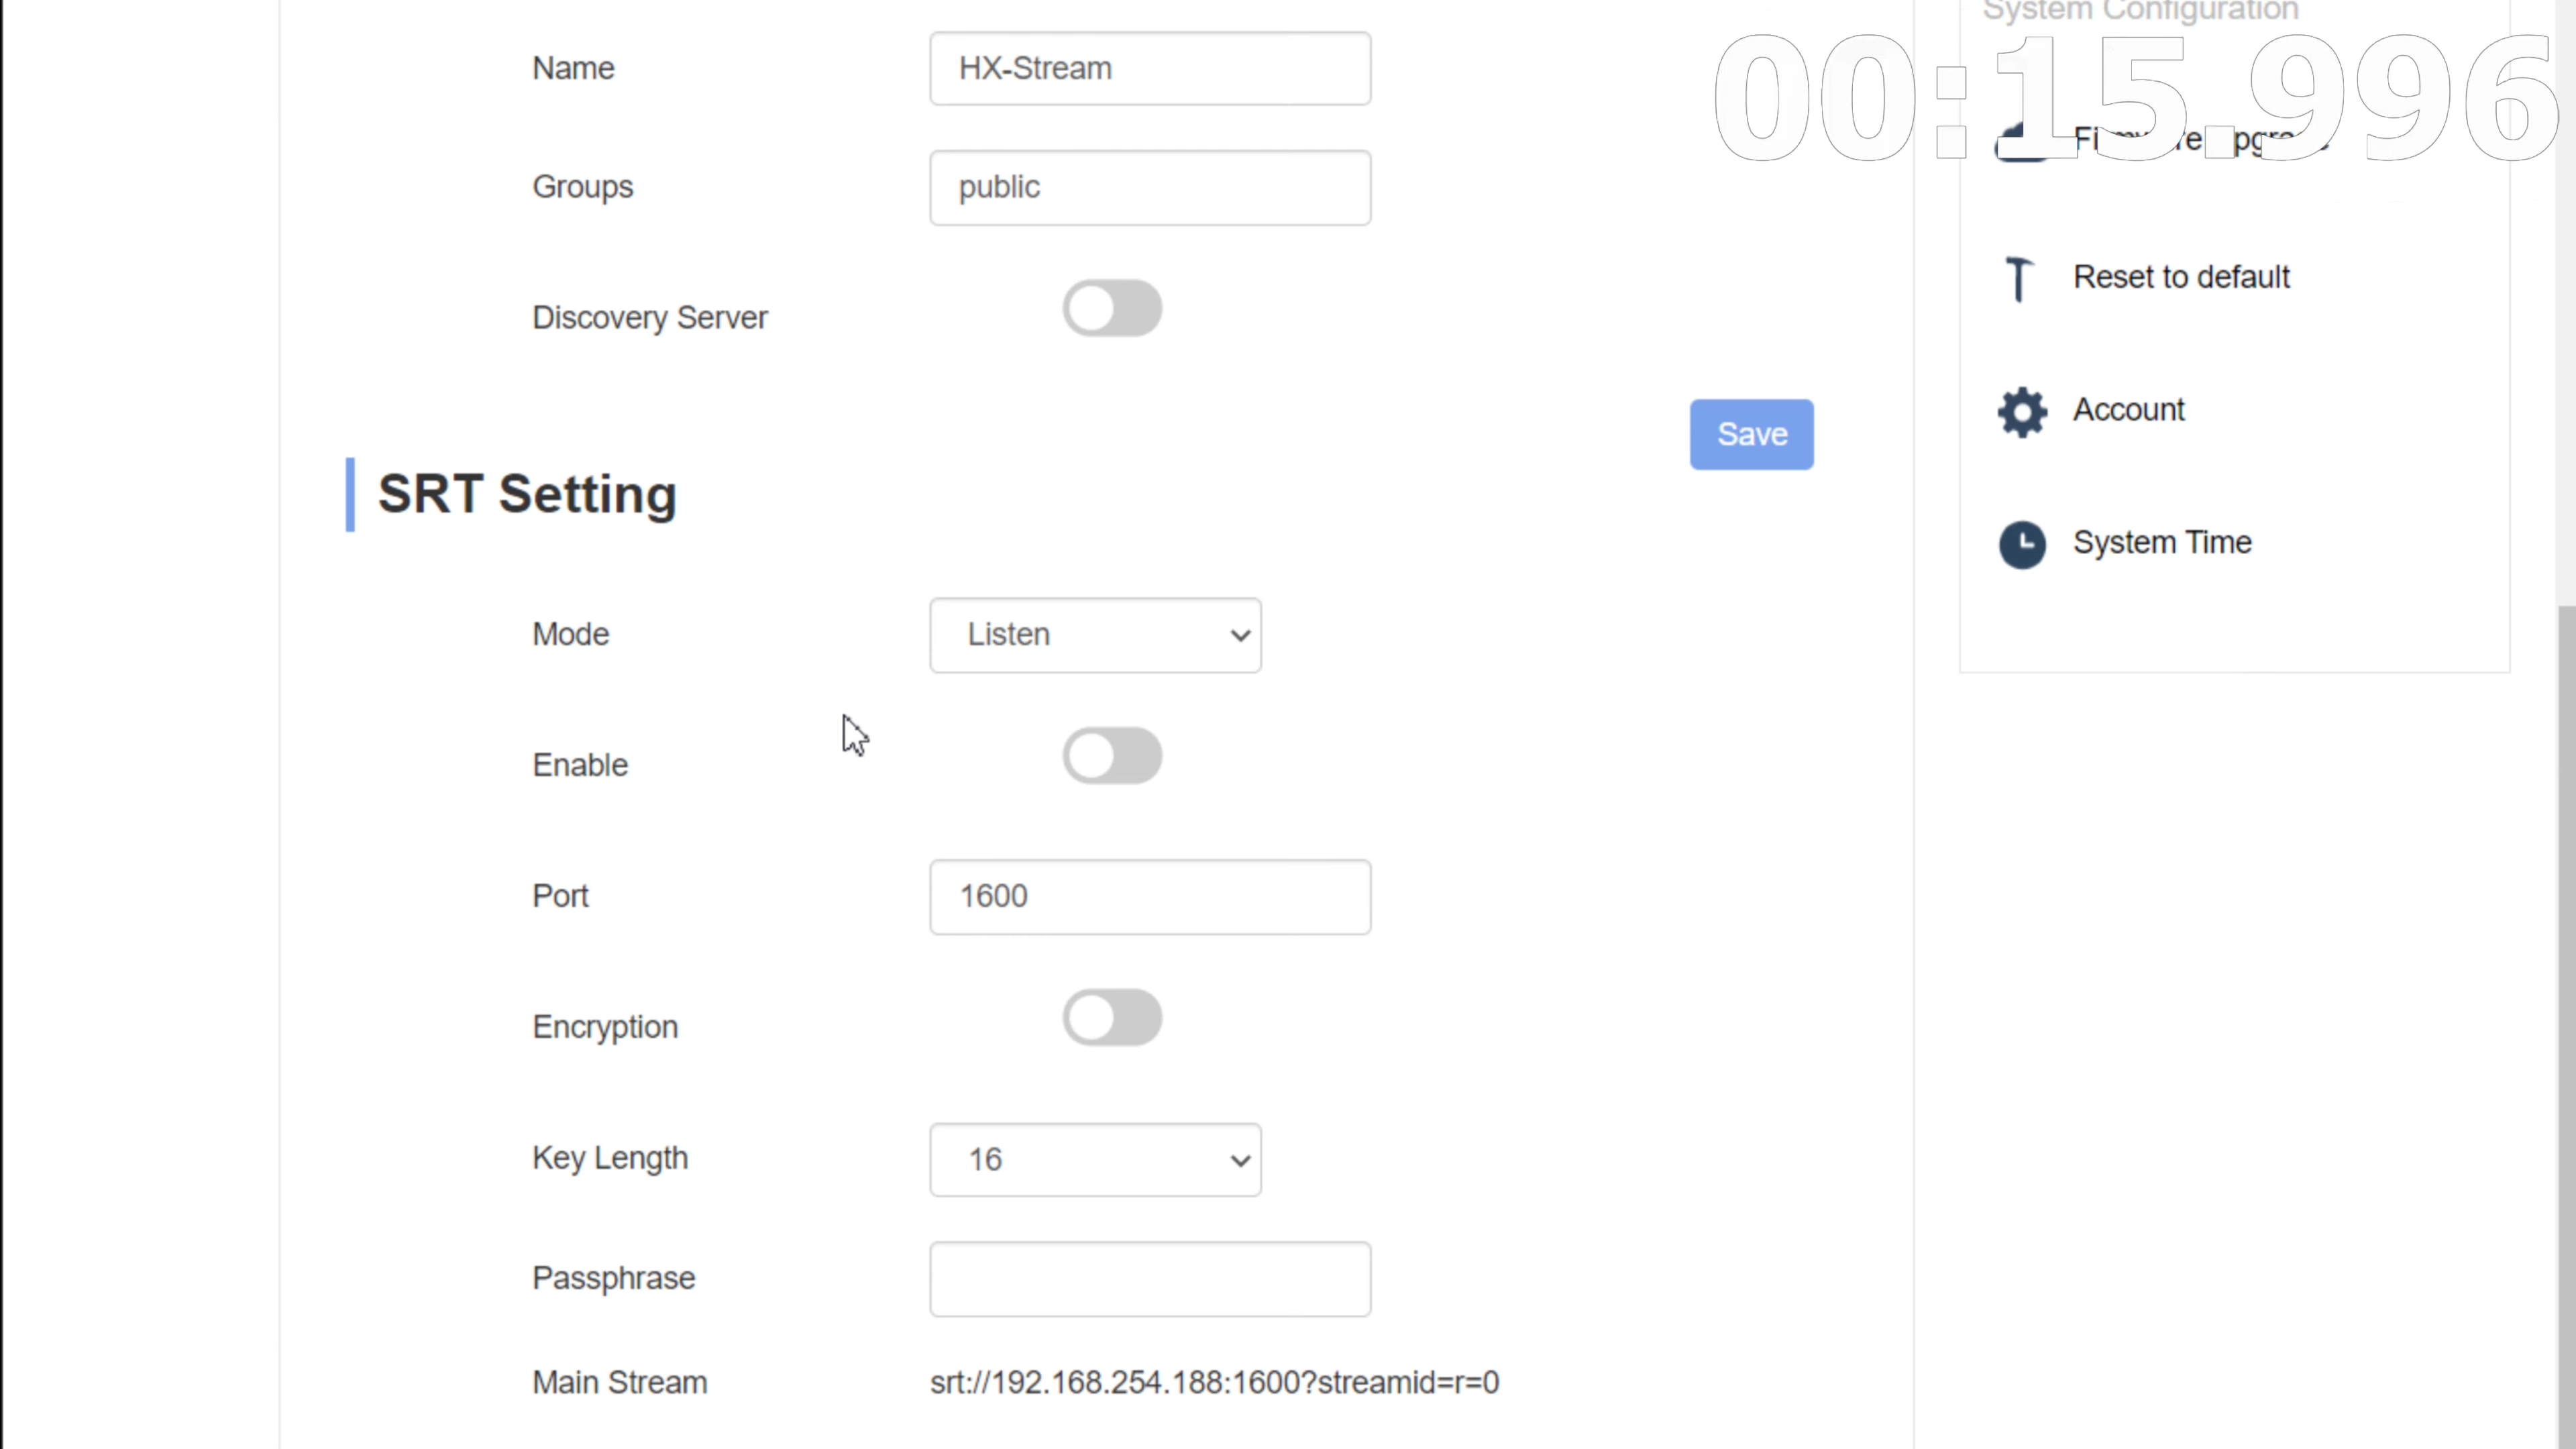 System Configuration
00:15.996
Name
HX-Stream
Groups
public
Reset to default
Discovery Server
Account
Save
SRT Setting
System Time
Mode
Listen
Enable
Port
1600
Encryption
Key Length
16
Passphrase
Main Stream
srt://192.168.254.188:1600?streamid=r=0